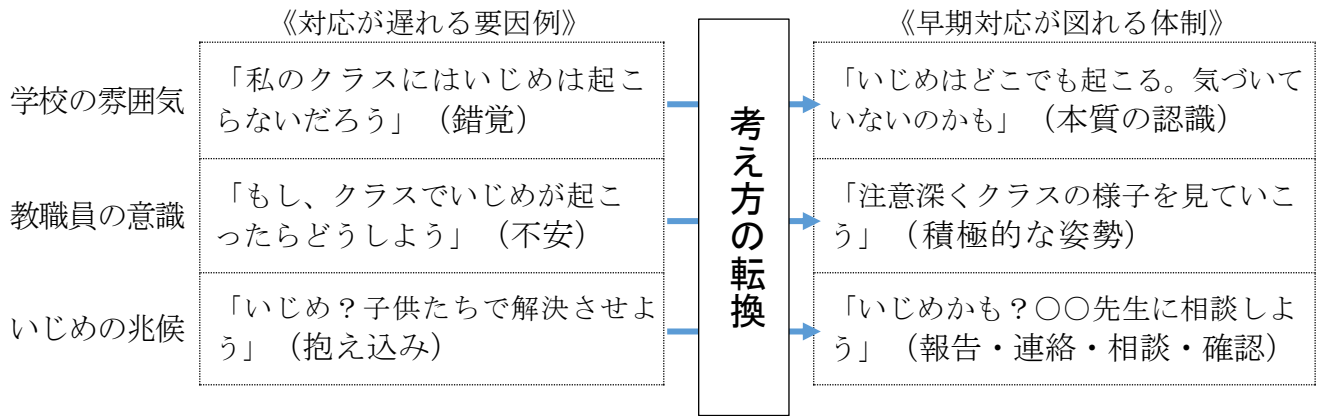 《対応が遅れる要因例》
《早期対応が図れる体制》
学校の雰囲気
「私のクラスにはいじめは起こ
らないだろう」（錯覚）
「いじめはどこでも起こる。気づいて
いないのかも」（本質の認識）
教職員の意識
「もし、クラスでいじめが起こ
ったらどうしよう」（不安）
「注意深くクラスの様子を見ていこ
う」（積極的な姿勢）
いじめの兆候
「いじめ？子供たちで解決させよ
う」（抱え込み）
「いじめかも？○○先生に相談しよ
う」（報告・連絡・相談・確認）
考え方の転換